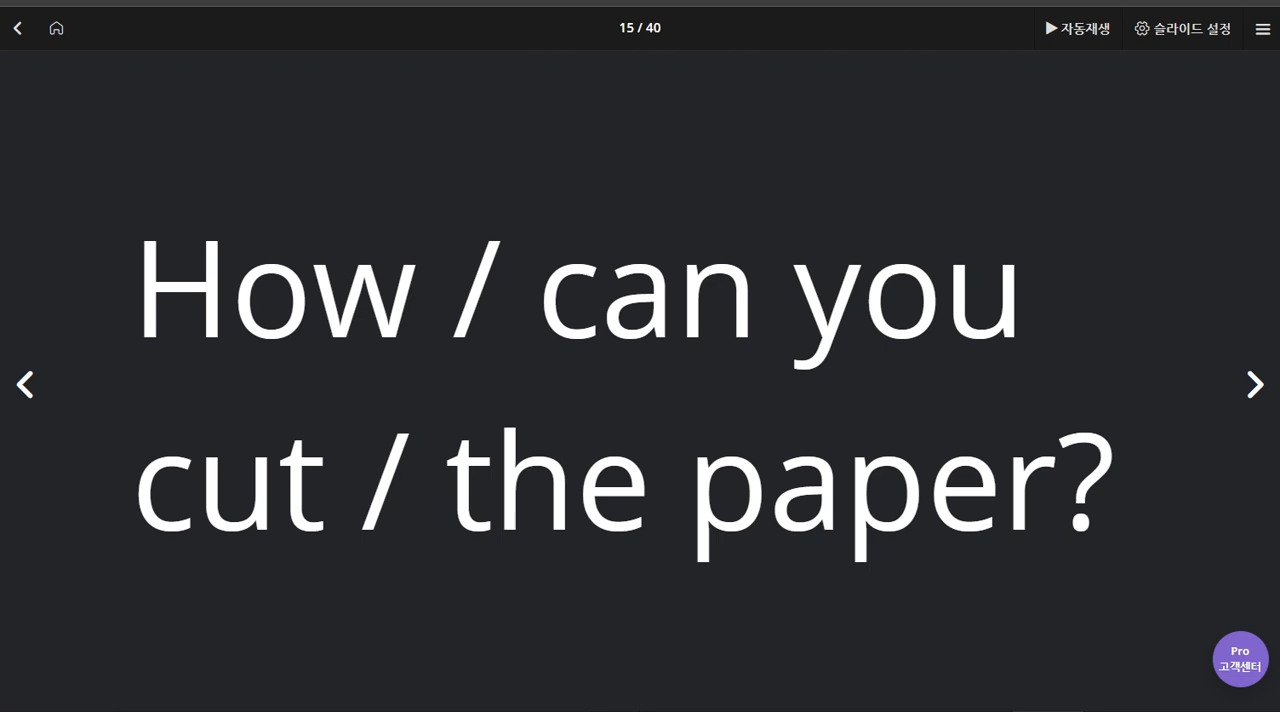 15 / 40
자동재생
슬라이드 설정
How / can you
cut / the paper?
Pro
고객센터